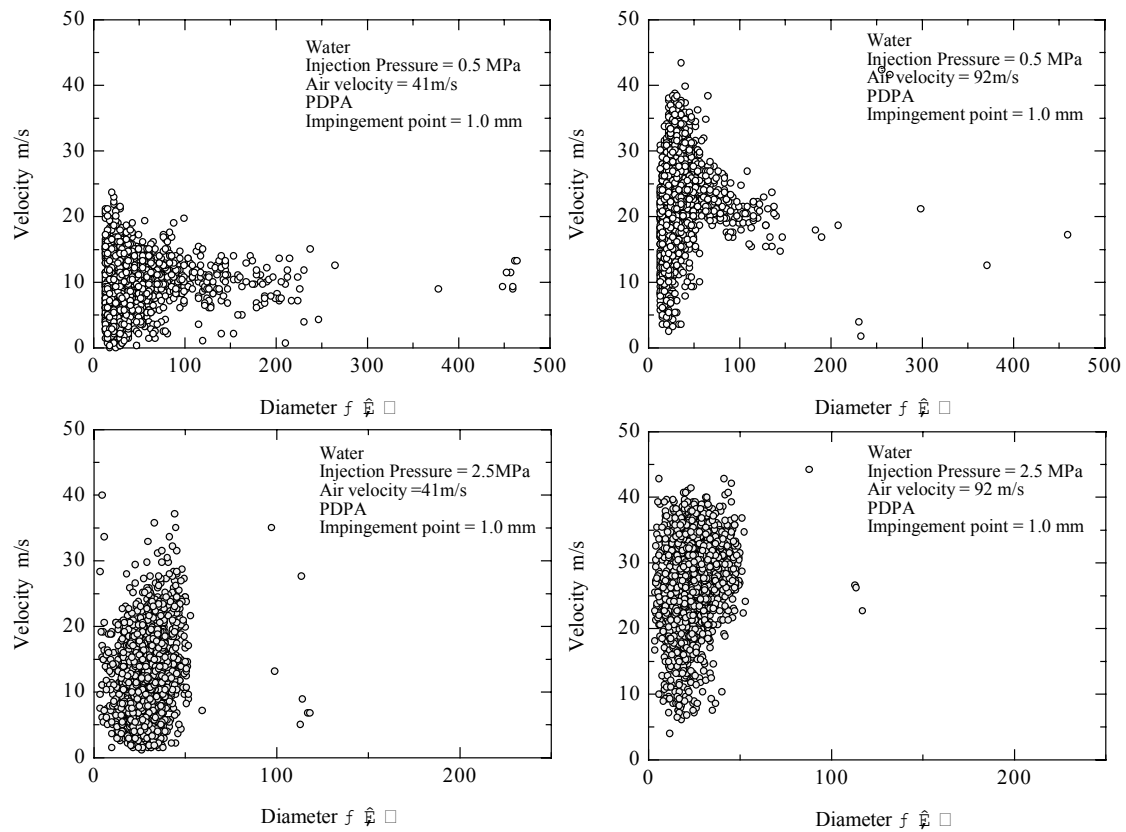 50
40
30
20
10
0
Velocity m/s
Water
Injection Pressure = 0.5 MPa
Air velocity = 41m/s
PDPA
Impingement point = 1.0 mm
0 100 200 300 400 500
Diameter
50
40
30
20
10
0
Velocity m/s
Water
Injection Pressure = 0.5 MPa
Air velocity = 92m/s
PDPA
Impingement point = 1.0 mm
0 100 200 300 400 500
Diameter
50
40
30
20
10
0
Velocity m/s
Water
Injection Pressure = 2.5MPa
Air velocity =41m/s
PDPA
Impingement point = 1.0 mm
0 100 200
Diameter
50
40
30
20
10
0
Velocity m/s
Water
Injection Pressure = 2.5 MPa
Air velocity = 92 m/s
PDPA
Impingement point = 1.0 mm
0 100 200
Diameter